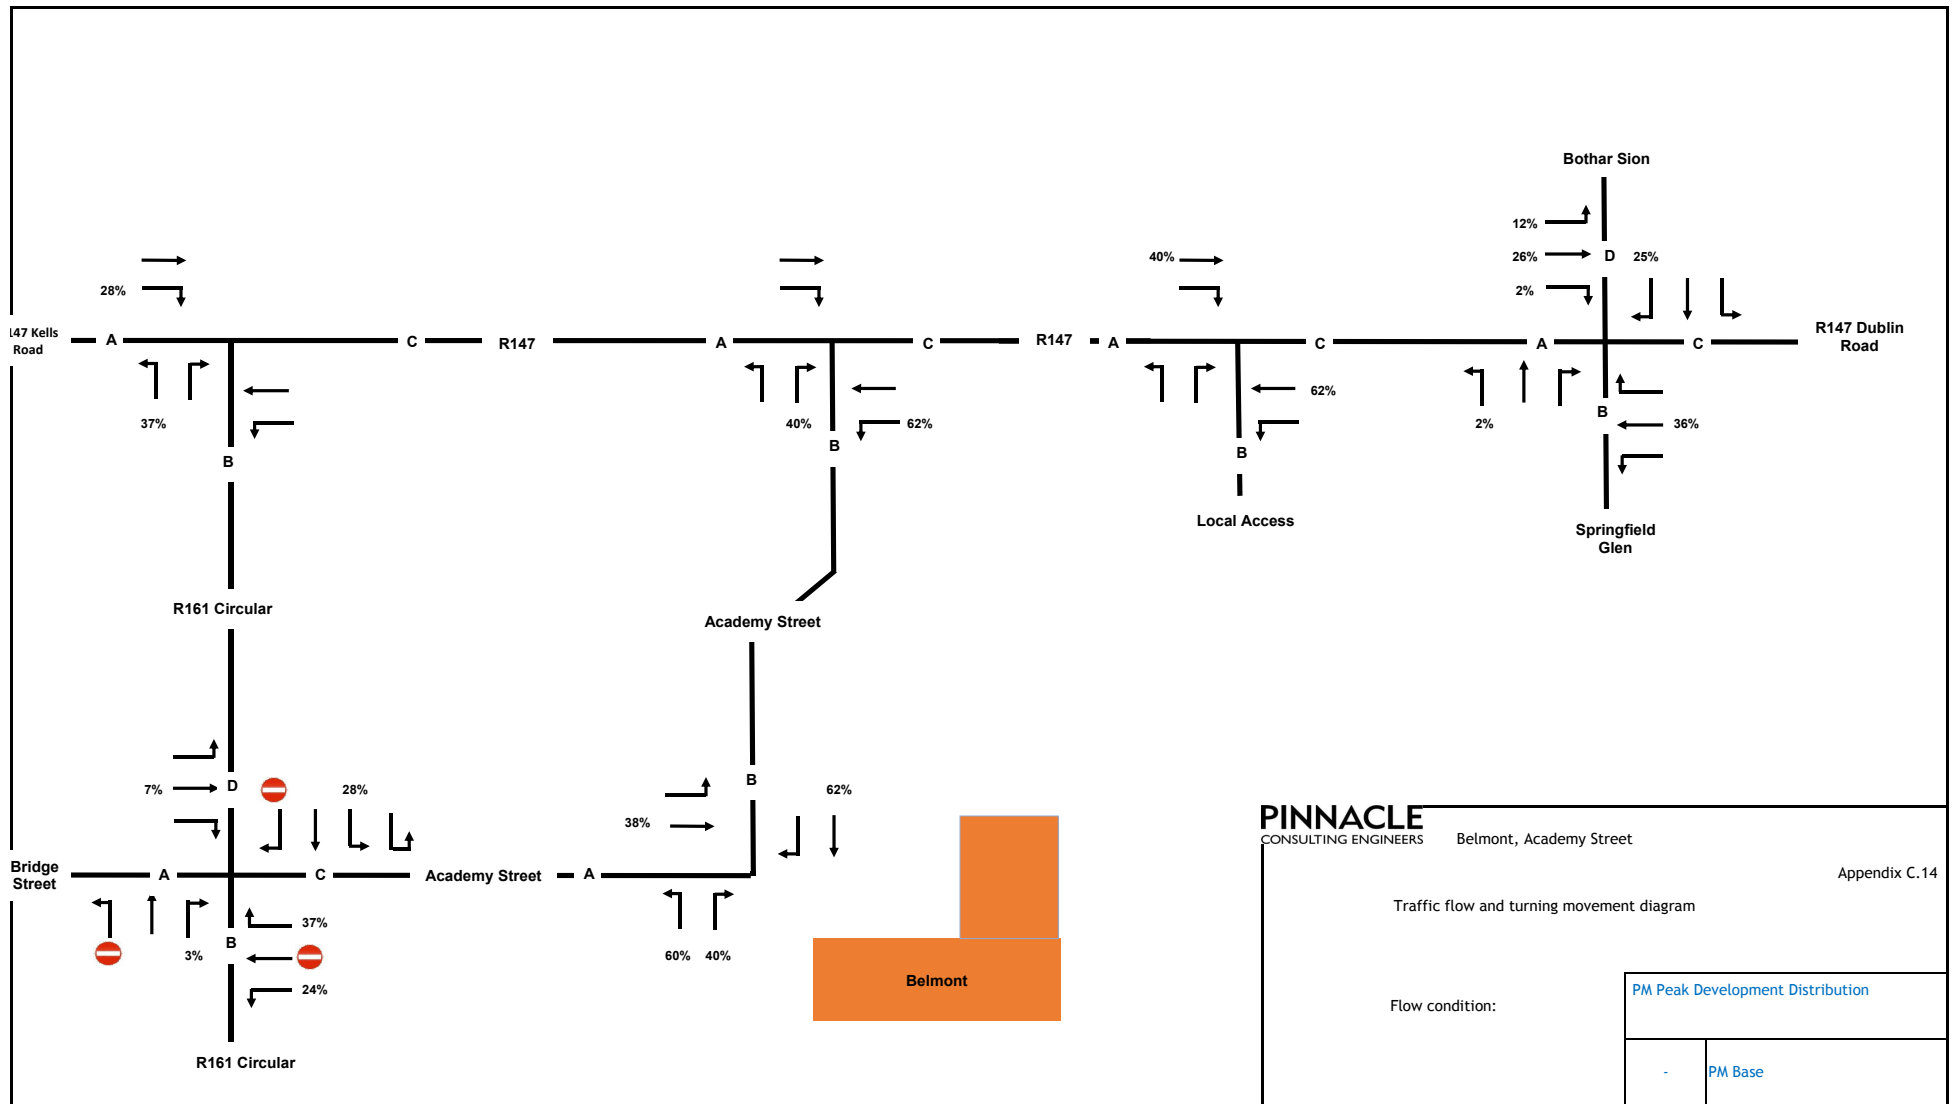 Bothar Sion
12%
26%
D
25%
2%
40%
28%
147 Kells
Road
A
C
R147
A
C
R147
A
C
A
C
R147 Dublin
Road
37%
B
40%
62%
B
62%
B
2%
B
36%
Local Access
Springfield
Glen
R161 Circular
Academy Street
7%
D
28%
38%
B
62%
Bridge
Street
A
C
Academy Street
A
3%
B
37%
24%
60%
40%
R161 Circular
Belmont
PINNACLE
CONSULTING ENGINEERS
Belmont, Academy Street
Appendix C.14
Traffic flow and turning movement diagram
Flow condition:
PM Peak Development Distribution
-
PM Base